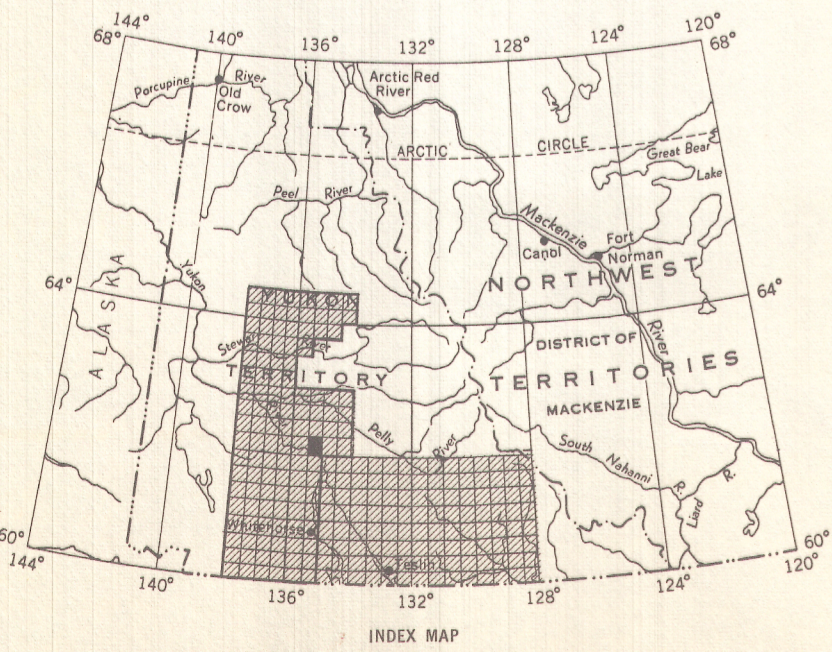 144°
140°
136°
132°
128°
124°
120°
68°
68°
Porcupine River
Old
Crow
Arctic Red
River
ARCTIC CIRCLE
Great Bear
Lake
Peel River
Mackenzie
Canol
Fort
Norman
Yukon
NORTHWEST
64°
64°
YUKON
ALASKA
Stewart River
River
DISTRICT OF
TERRITORY
TERRITORIES
MACKENZIE
Pelly River
South Nahanni R.
Liard R.
Whitehorse
Teslin
60°
60°
144°
140°
136°
132°
128°
124°
120°
INDEX MAP